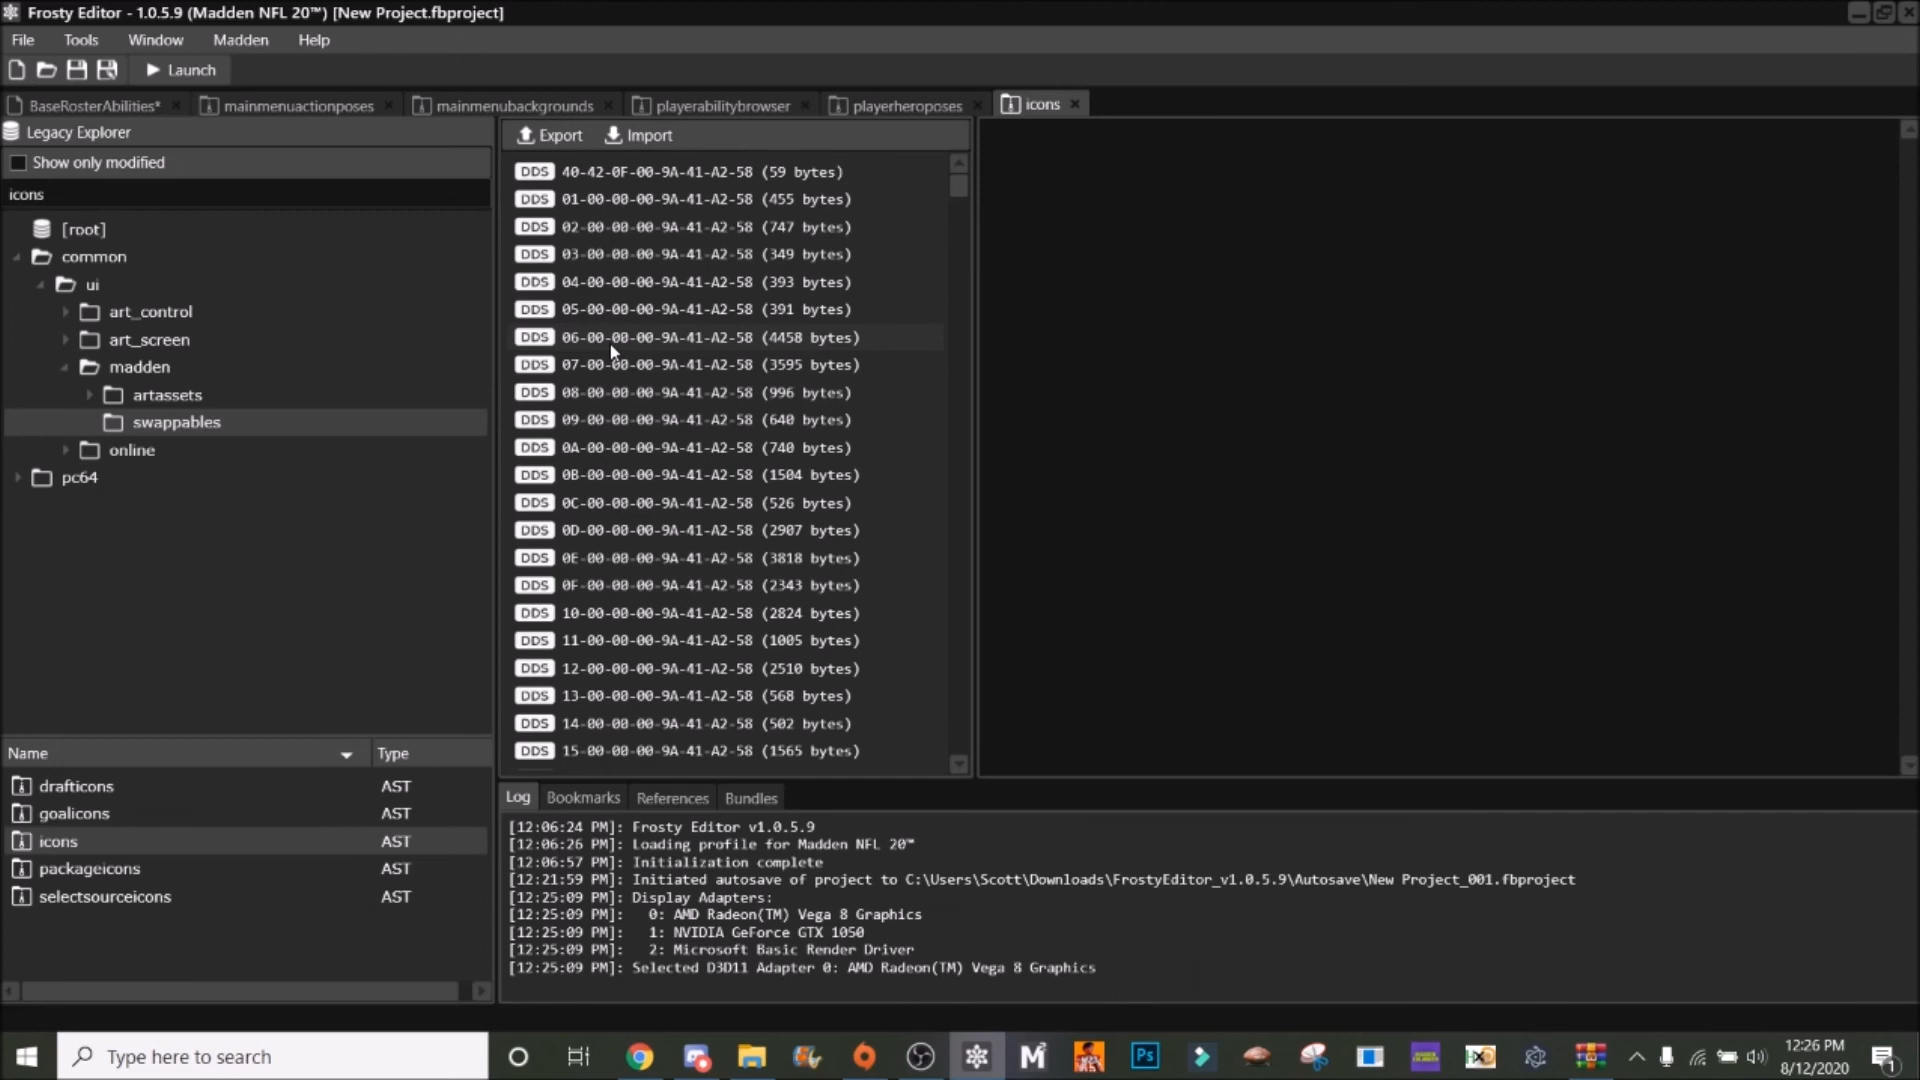 Frosty Editor - 1.0.5.9 (Madden NFL 20™) [New Project.fbproject]
File Tools Window Madden Help
Launch
BaseRosterAbilities* mainmenuactionposes mainmenubackgrounds playerabilitybrowser playerheroposes icons
Legacy Explorer
Show only modified
icons
[root]
common
ui
art_control
art_screen
madden
artassets
swappables
online
pc64
Name Type
drafticons AST
goalicons AST
icons AST
packageicons AST
selectsourceicons AST
Export Import
DDS 40-42-0F-00-9A-41-A2-58 (59 bytes)
DDS 01-00-00-00-9A-41-A2-58 (455 bytes)
DDS 02-00-00-00-9A-41-A2-58 (747 bytes)
DDS 03-00-00-00-9A-41-A2-58 (349 bytes)
DDS 04-00-00-00-9A-41-A2-58 (393 bytes)
DDS 05-00-00-00-9A-41-A2-58 (391 bytes)
DDS 06-00-00-00-9A-41-A2-58 (4458 bytes)
DDS 07-00-00-00-9A-41-A2-58 (3595 bytes)
DDS 08-00-00-00-9A-41-A2-58 (996 bytes)
DDS 09-00-00-00-9A-41-A2-58 (640 bytes)
DDS 0A-00-00-00-9A-41-A2-58 (740 bytes)
DDS 0B-00-00-00-9A-41-A2-58 (1504 bytes)
DDS 0C-00-00-00-9A-41-A2-58 (526 bytes)
DDS 0D-00-00-00-9A-41-A2-58 (2907 bytes)
DDS 0E-00-00-00-9A-41-A2-58 (3818 bytes)
DDS 0F-00-00-00-9A-41-A2-58 (2343 bytes)
DDS 10-00-00-00-9A-41-A2-58 (2824 bytes)
DDS 11-00-00-00-9A-41-A2-58 (1005 bytes)
DDS 12-00-00-00-9A-41-A2-58 (2510 bytes)
DDS 13-00-00-00-9A-41-A2-58 (568 bytes)
DDS 14-00-00-00-9A-41-A2-58 (502 bytes)
DDS 15-00-00-00-9A-41-A2-58 (1565 bytes)
Log Bookmarks References Bundles
[12:06:24 PM]: Frosty Editor v1.0.5.9
[12:06:26 PM]: Loading profile for Madden NFL 20™
[12:06:57 PM]: Initialization complete
[12:21:59 PM]: Initiated autosave of project to C:\Users\Scott\Downloads\FrostyEditor_v1.0.5.9\Autosave\New Project_001.fbproject
[12:25:09 PM]: Display Adapters:
[12:25:09 PM]: 0: AMD Radeon(TM) Vega 8 Graphics
[12:25:09 PM]: 1: NVIDIA GeForce GTX 1050
[12:25:09 PM]: 2: Microsoft Basic Render Driver
[12:25:09 PM]: Selected D3D11 Adapter 0: AMD Radeon(TM) Vega 8 Graphics
Type here to search
Ps
12:26 PM
8/12/2020
1